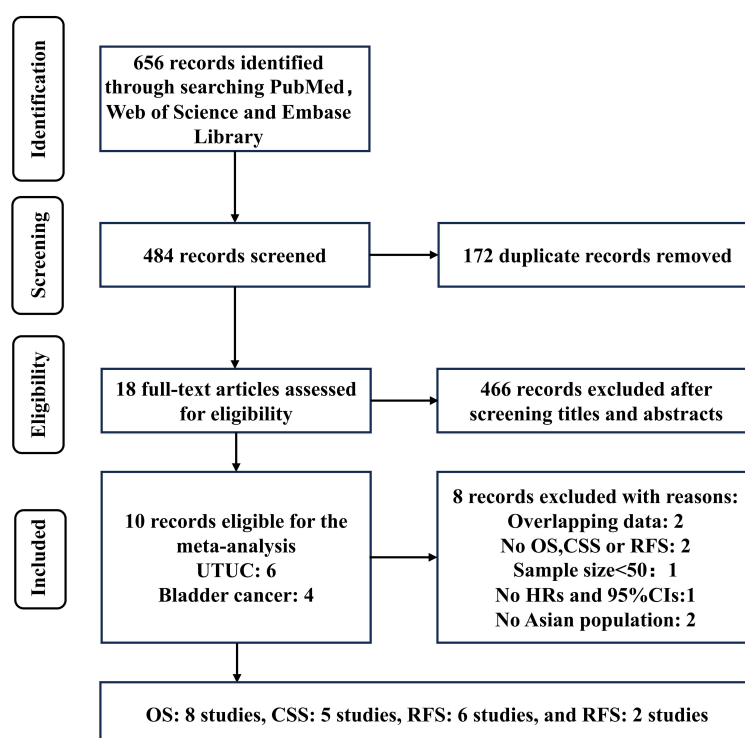 Identification
656 records identified
through searching PubMed，
Web of Science and Embase
Library
Screening
484 records screened
172 duplicate records removed
Eligibility
18 full-text articles assessed
for eligibility
466 records excluded after
screening titles and abstracts
Included
10 records eligible for the
meta-analysis
UTUC: 6
Bladder cancer: 4
8 records excluded with reasons:
Overlapping data: 2
No OS,CSS or RFS: 2
Sample size<50：1
No HRs and 95%CIs:1
No Asian population: 2
OS: 8 studies, CSS: 5 studies, RFS: 6 studies, and RFS: 2 studies